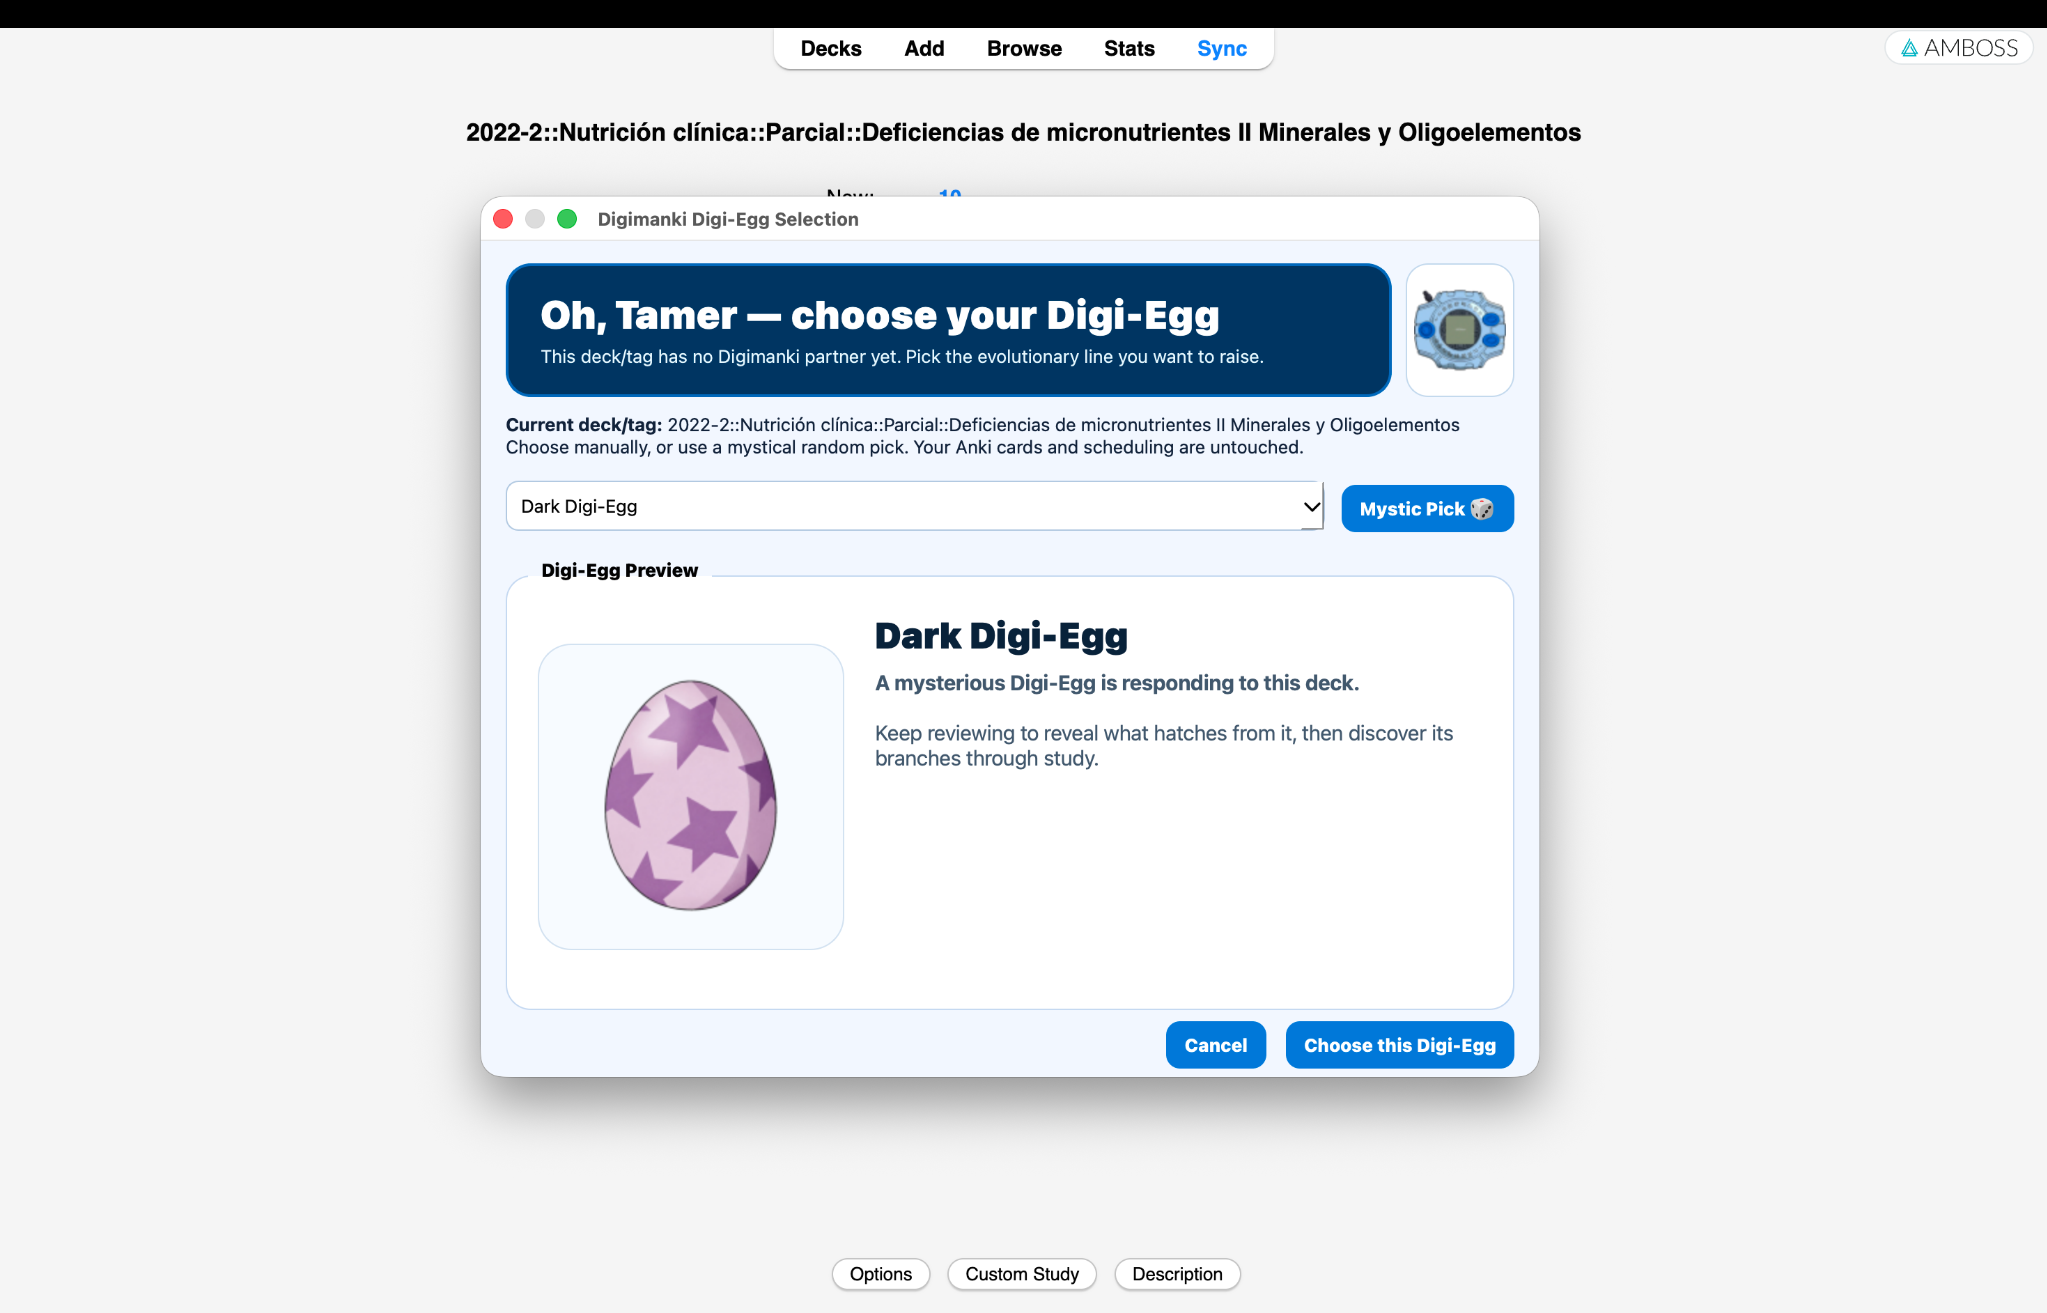 Decks Add Browse Stats Sync
AMBOSS
2022-2::Nutrición clínica::Parcial::Deficiencias de micronutrientes II Minerales y Oligoelementos
Digimanki Digi-Egg Selection
Oh, Tamer — choose your Digi-Egg
This deck/tag has no Digimanki partner yet. Pick the evolutionary line you want to raise.
Current deck/tag: 2022-2::Nutrición clínica::Parcial::Deficiencias de micronutrientes II Minerales y Oligoelementos
Choose manually, or use a mystical random pick. Your Anki cards and scheduling are untouched.
Dark Digi-Egg
Mystic Pick 🎲
Digi-Egg Preview
Dark Digi-Egg
A mysterious Digi-Egg is responding to this deck.
Keep reviewing to reveal what hatches from it, then discover its
branches through study.
Cancel
Choose this Digi-Egg
Options
Custom Study
Description